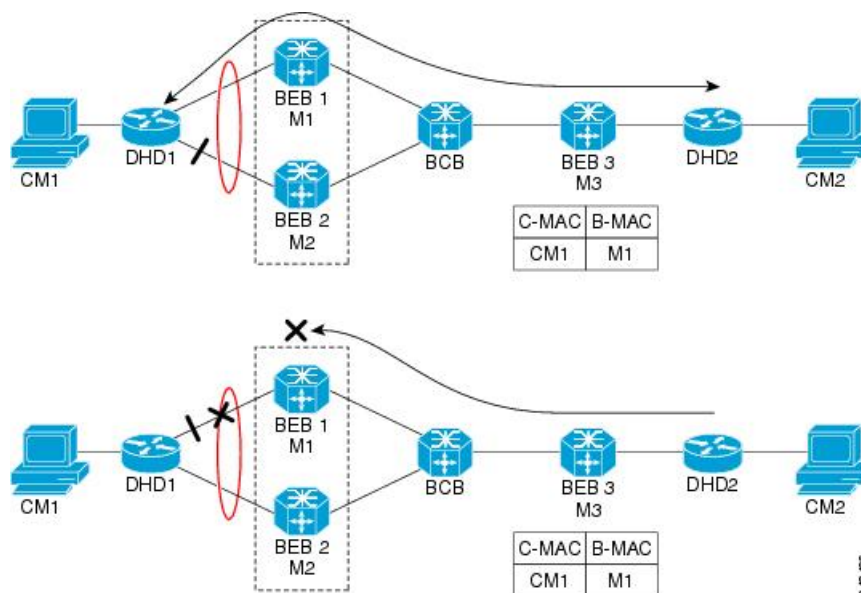 BEB 1
M1
CM1
DHD1
BCB
BEB 3
M3
DHD2
CM2
BEB 2
M2
C-MAC B-MAC
CM1 M1
BEB 1
M1
CM1
DHD1
BCB
BEB 3
M3
DHD2
CM2
BEB 2
M2
C-MAC B-MAC
CM1 M1